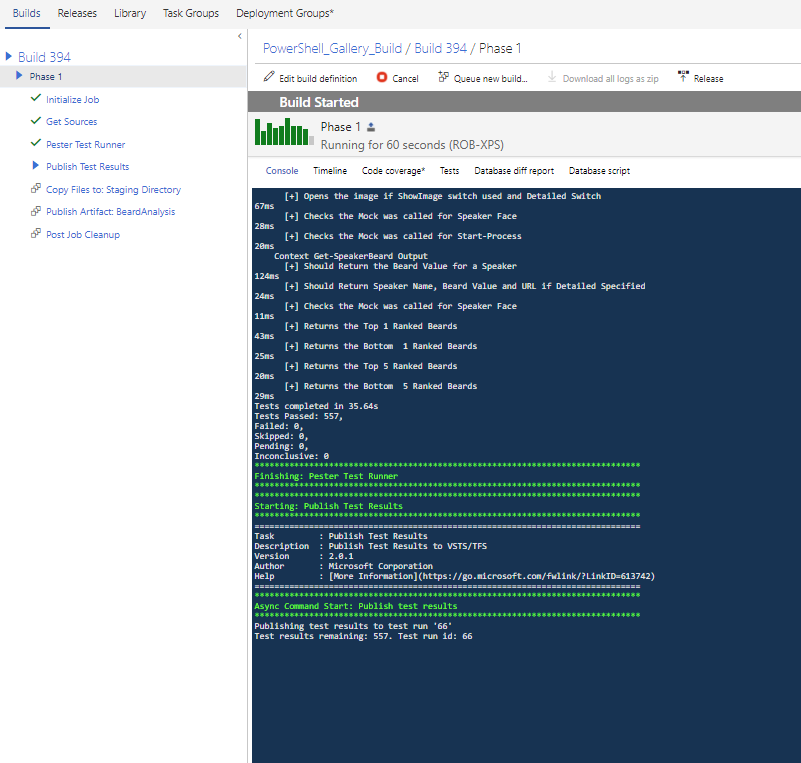 Builds Releases Library Task Groups Deployment Groups*
Build 394
Phase 1
Initialize Job
Get Sources
Pester Test Runner
Publish Test Results
Copy Files to: Staging Directory
Publish Artifact: BeardAnalysis
Post Job Cleanup
PowerShell_Gallery_Build / Build 394 / Phase 1
Edit build definition Cancel Queue new build... Download all logs as zip Release
Build Started
Phase 1
Running for 60 seconds (ROB-XPS)
Console Timeline Code coverage* Tests Database diff report Database script
[+] Opens the image if ShowImage switch used and Detailed Switch
67ms
[+] Checks the Mock was called for Speaker Face
28ms
[+] Checks the Mock was called for Start-Process
20ms
Context Get-SpeakerBeard Output
[+] Should Return the Beard Value for a Speaker
124ms
[+] Should Return Speaker Name, Beard Value and URL if Detailed Specified
24ms
[+] Checks the Mock was called for Speaker Face
11ms
[+] Returns the Top 1 Ranked Beards
43ms
[+] Returns the Bottom  1 Ranked Beards
25ms
[+] Returns the Top 5 Ranked Beards
20ms
[+] Returns the Bottom  5 Ranked Beards
29ms
Tests completed in 35.64s
Tests Passed: 557,
Failed: 0,
Skipped: 0,
Pending: 0,
Inconclusive: 0
******************************************************************************
Finishing: Pester Test Runner
******************************************************************************
******************************************************************************
Starting: Publish Test Results
******************************************************************************
==============================================================================
Task         : Publish Test Results
Description  : Publish Test Results to VSTS/TFS
Version      : 2.0.1
Author       : Microsoft Corporation
Help         : [More Information](https://go.microsoft.com/fwlink/?LinkID=613742)
==============================================================================
******************************************************************************
Async Command Start: Publish test results
******************************************************************************
Publishing test results to test run '66'
Test results remaining: 557. Test run id: 66